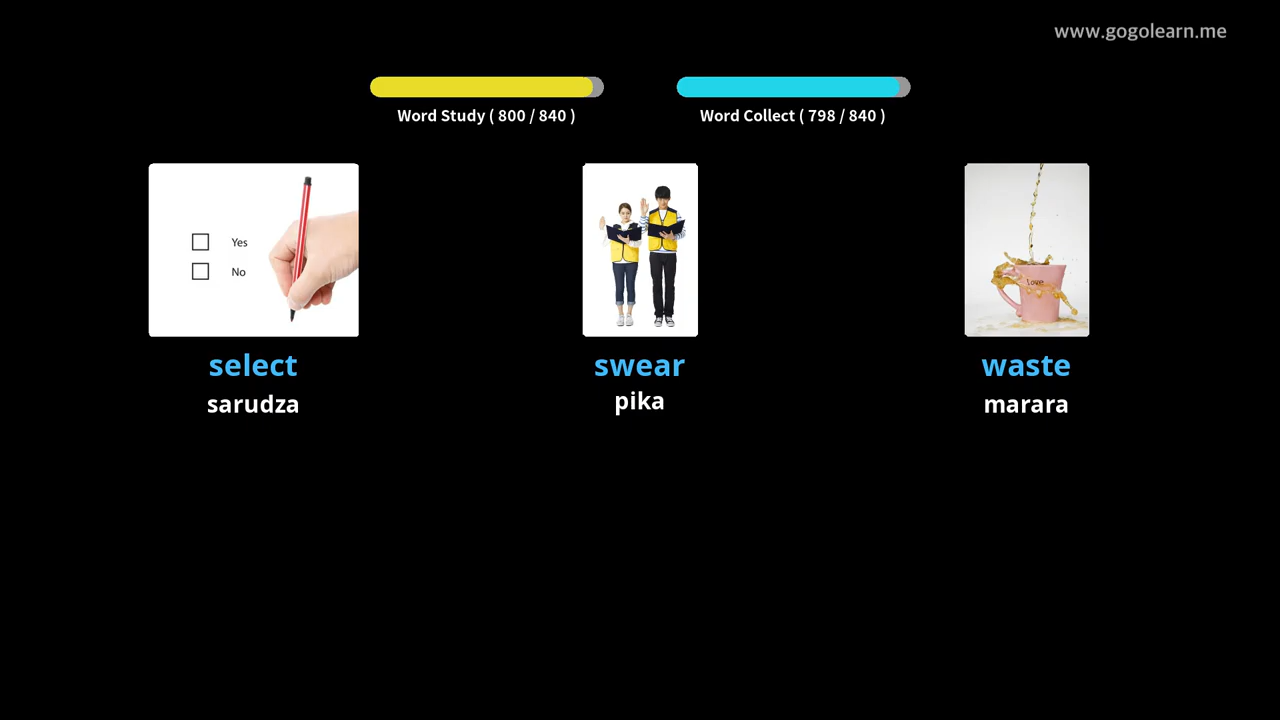 www.gogolearn.me
Word Study ( 800 / 840 )
Word Collect ( 798 / 840 )
Yes
No
Love
select
swear
waste
sarudza
pika
marara